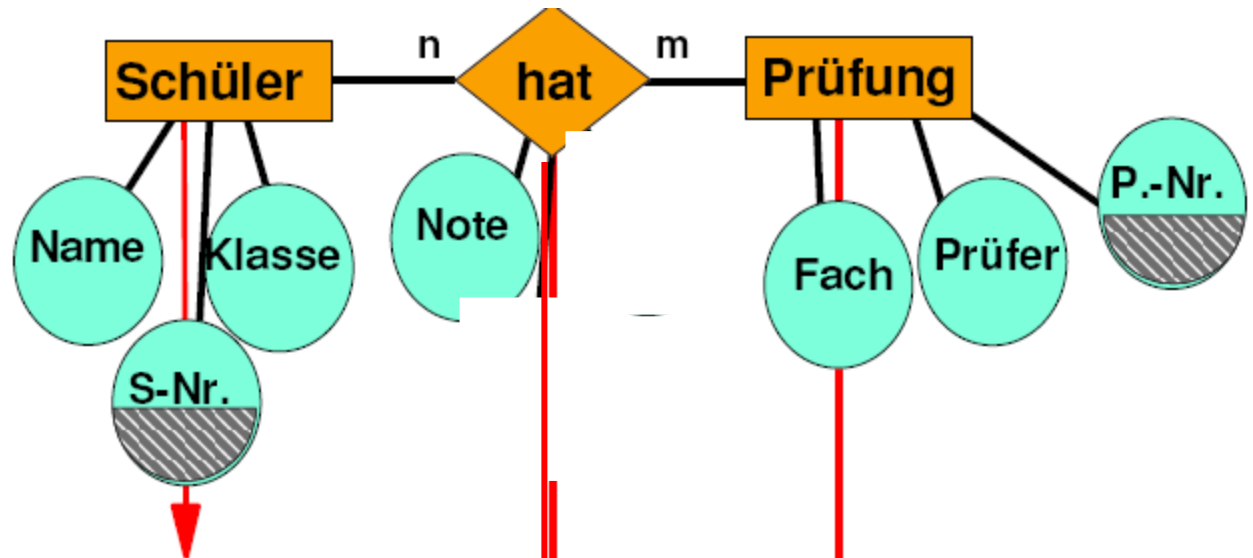 n
m
Schüler
hat
Prüfung
P.-Nr.
Name
Klasse
Note
Fach
Prüfer
S-Nr.